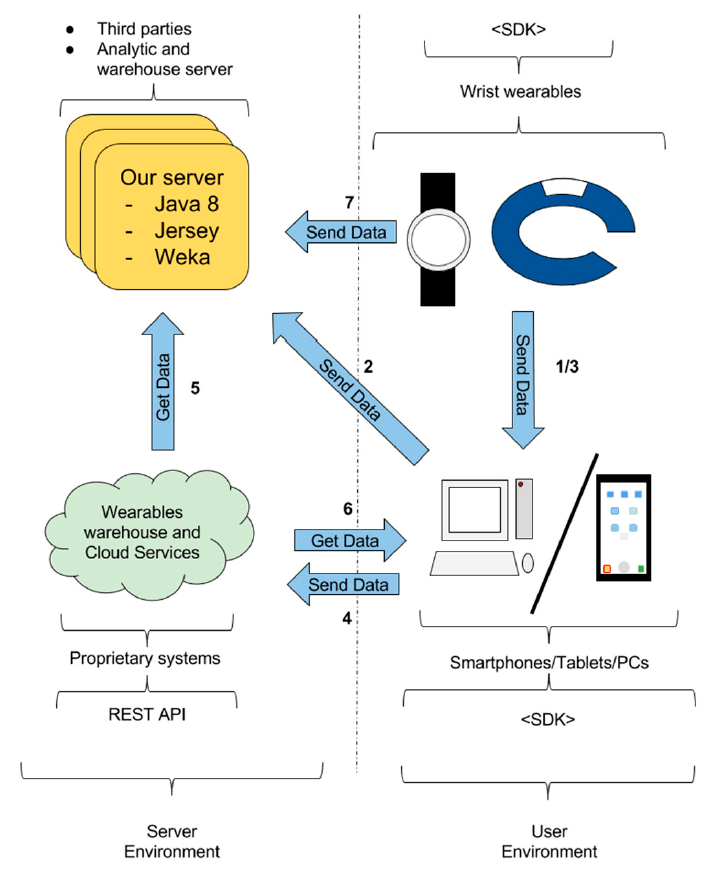 ● Third parties
● Analytic and
warehouse server
<SDK>
Wrist wearables
Our server
- Java 8
- Jersey
- Weka
7
Send Data
2
Send Data
Send Data
1/3
Get Data
5
Wearables
warehouse and
Cloud Services
6
Get Data
Send Data
4
Proprietary systems
REST API
Smartphones/Tablets/PCs
<SDK>
Server
Environment
User
Environment